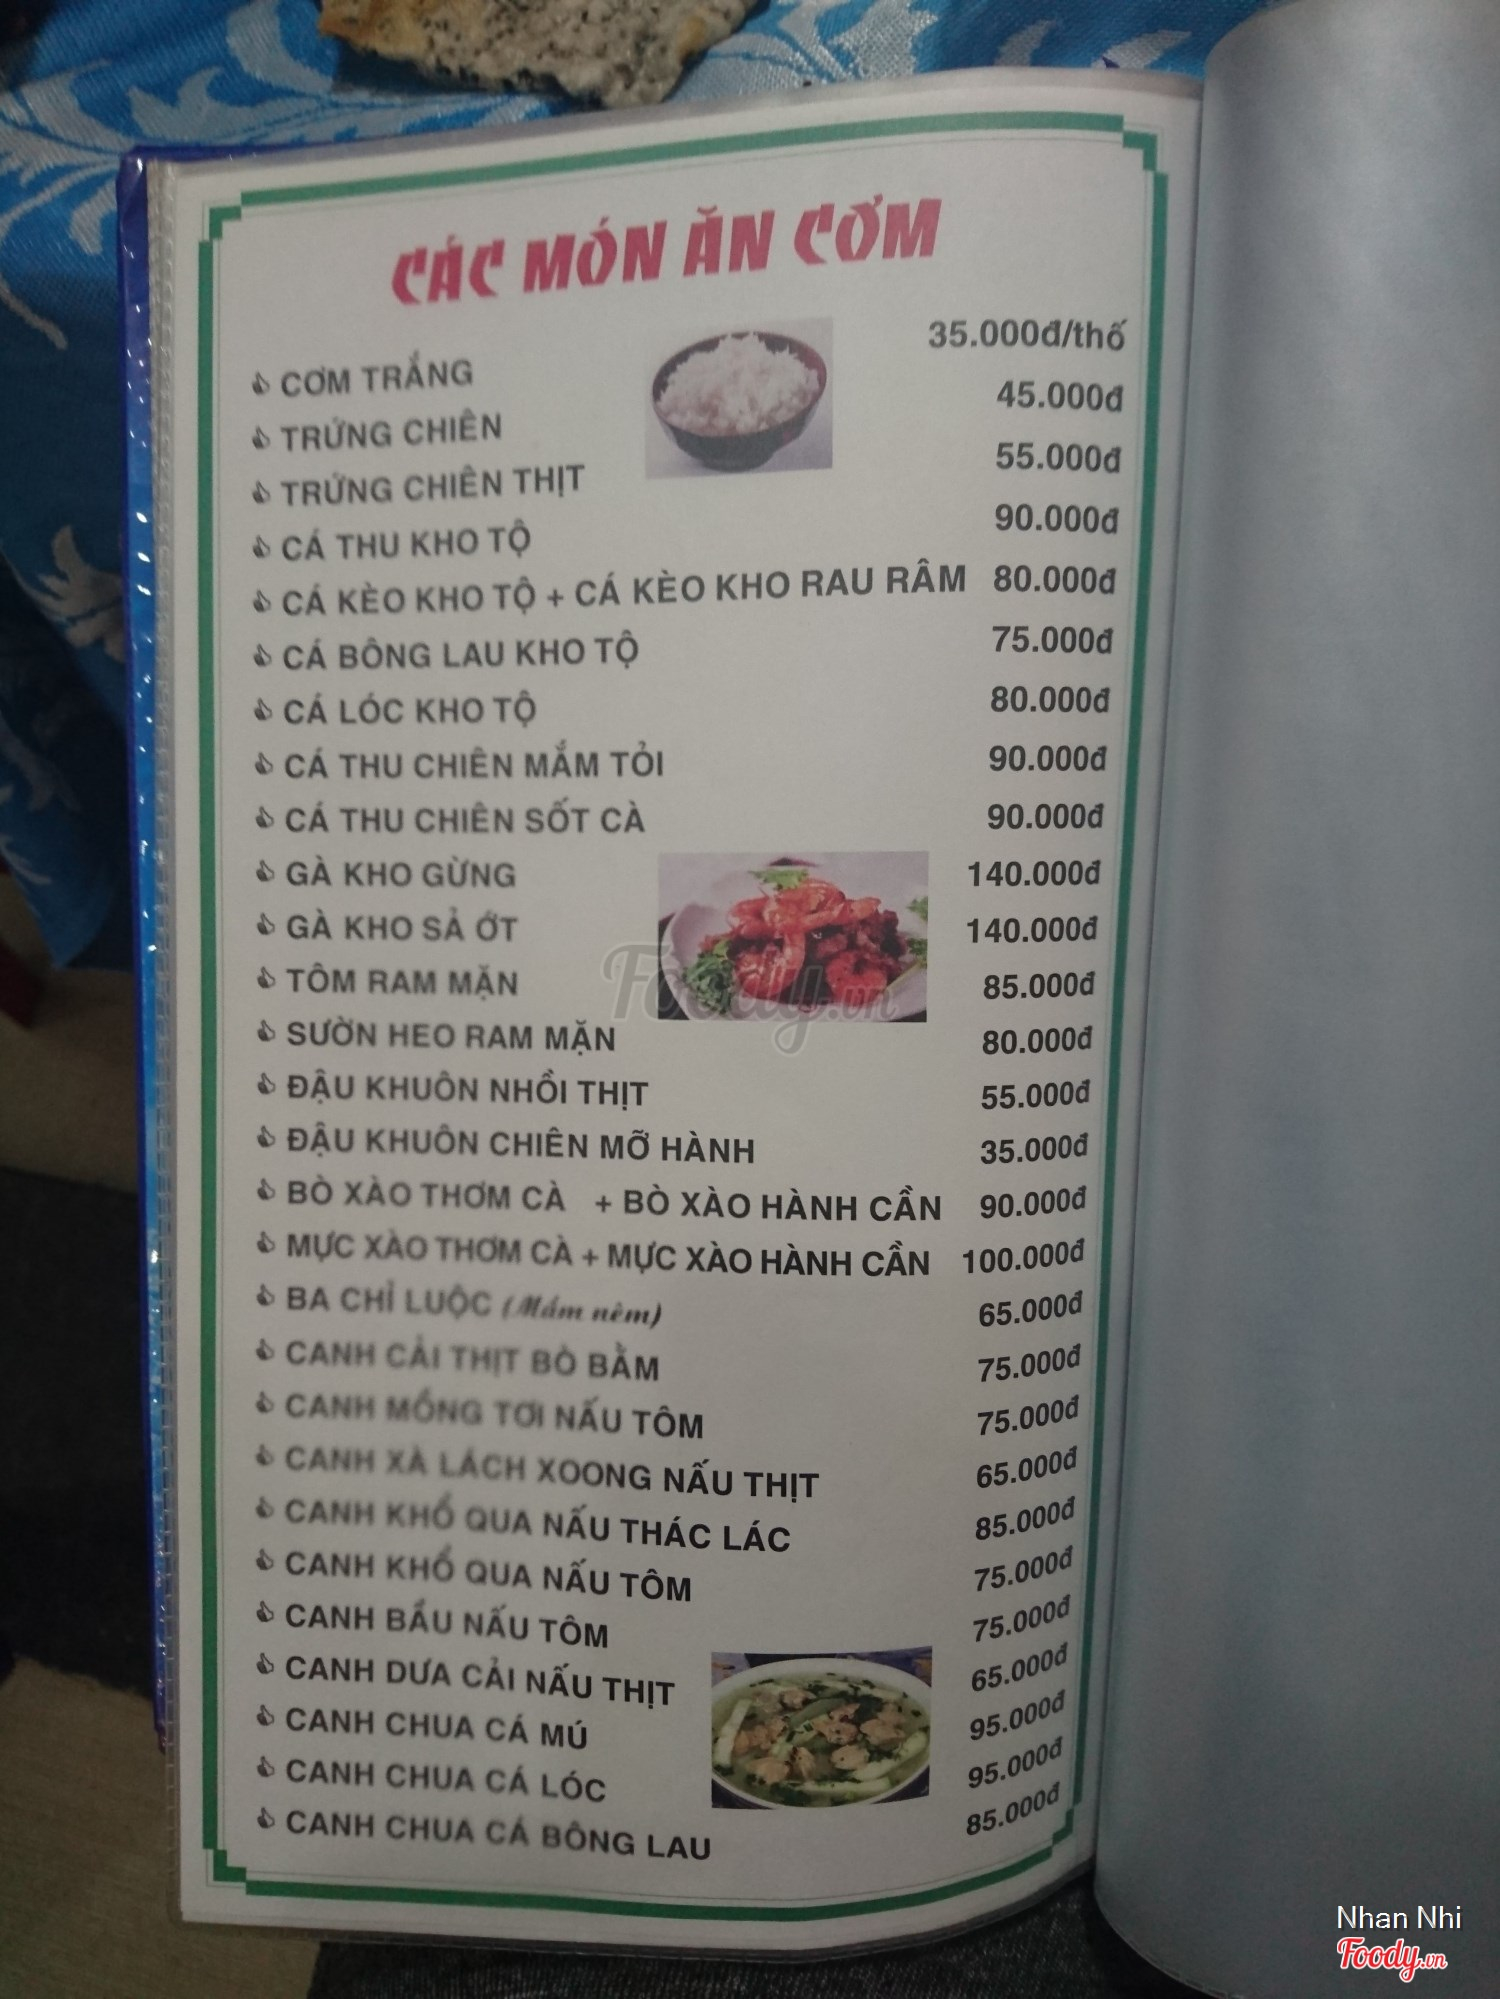 CÁC MÓN ĂN CƠM
CƠM TRẮNG 35.000đ/thố
TRỨNG CHIÊN 45.000đ
TRỨNG CHIÊN THỊT 55.000đ
CÁ THU KHO TỘ 90.000đ
CÁ KÈO KHO TỘ + CÁ KÈO KHO RAU RÂM 80.000đ
CÁ BÔNG LAU KHO TỘ 75.000đ
CÁ LÓC KHO TỘ 80.000đ
CÁ THU CHIÊN MẮM TỎI 90.000đ
CÁ THU CHIÊN SỐT CÀ 90.000đ
GÀ KHO GỪNG 140.000đ
GÀ KHO SẢ ỚT 140.000đ
TÔM RAM MẶN 85.000đ
SƯỜN HEO RAM MẶN 80.000đ
ĐẬU KHUÔN NHỒI THỊT 55.000đ
ĐẬU KHUÔN CHIÊN MỠ HÀNH 35.000đ
BÒ XÀO THƠM CÀ + BÒ XÀO HÀNH CẦN 90.000đ
MỰC XÀO THƠM CÀ + MỰC XÀO HÀNH CẦN 100.000đ
BA CHỈ LUỘC (Mắm nêm) 65.000đ
CANH CẢI THỊT BÒ BẰM 75.000đ
CANH MỒNG TƠI NẤU TÔM 75.000đ
CANH XÀ LÁCH XOONG NẤU THỊT 65.000đ
CANH KHỔ QUA NẤU THÁC LÁC 85.000đ
CANH KHỔ QUA NẤU TÔM 75.000đ
CANH BẦU NẤU TÔM 75.000đ
CANH DƯA CẢI NẤU THỊT 65.000đ
CANH CHUA CÁ MÚ 95.000đ
CANH CHUA CÁ LÓC 95.000đ
CANH CHUA CÁ BÔNG LAU 85.000đ
Foody.vn
Nhan Nhi
Foody.vn